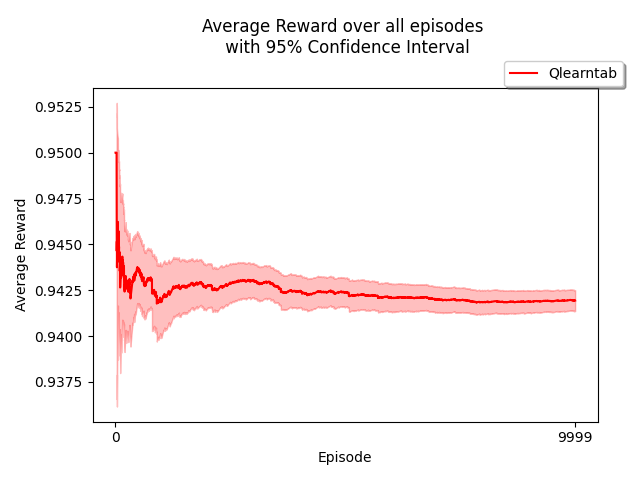 Average Reward over all episodes
with 95% Confidence Interval
Qlearntab
0.9525
0.9500
0.9475
0.9450
0.9425
0.9400
0.9375
Average Reward
0
9999
Episode